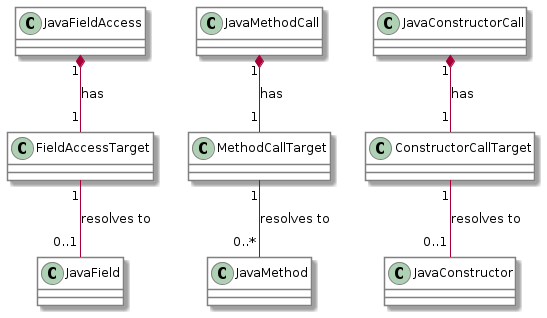 C JavaFieldAccess
C JavaMethodCall
C JavaConstructorCall
1
1
1
has
has
has
1
1
1
C FieldAccessTarget
C MethodCallTarget
C ConstructorCallTarget
1
1
1
resolves to
resolves to
resolves to
0..1
0..*
0..1
C JavaField
C JavaMethod
C JavaConstructor